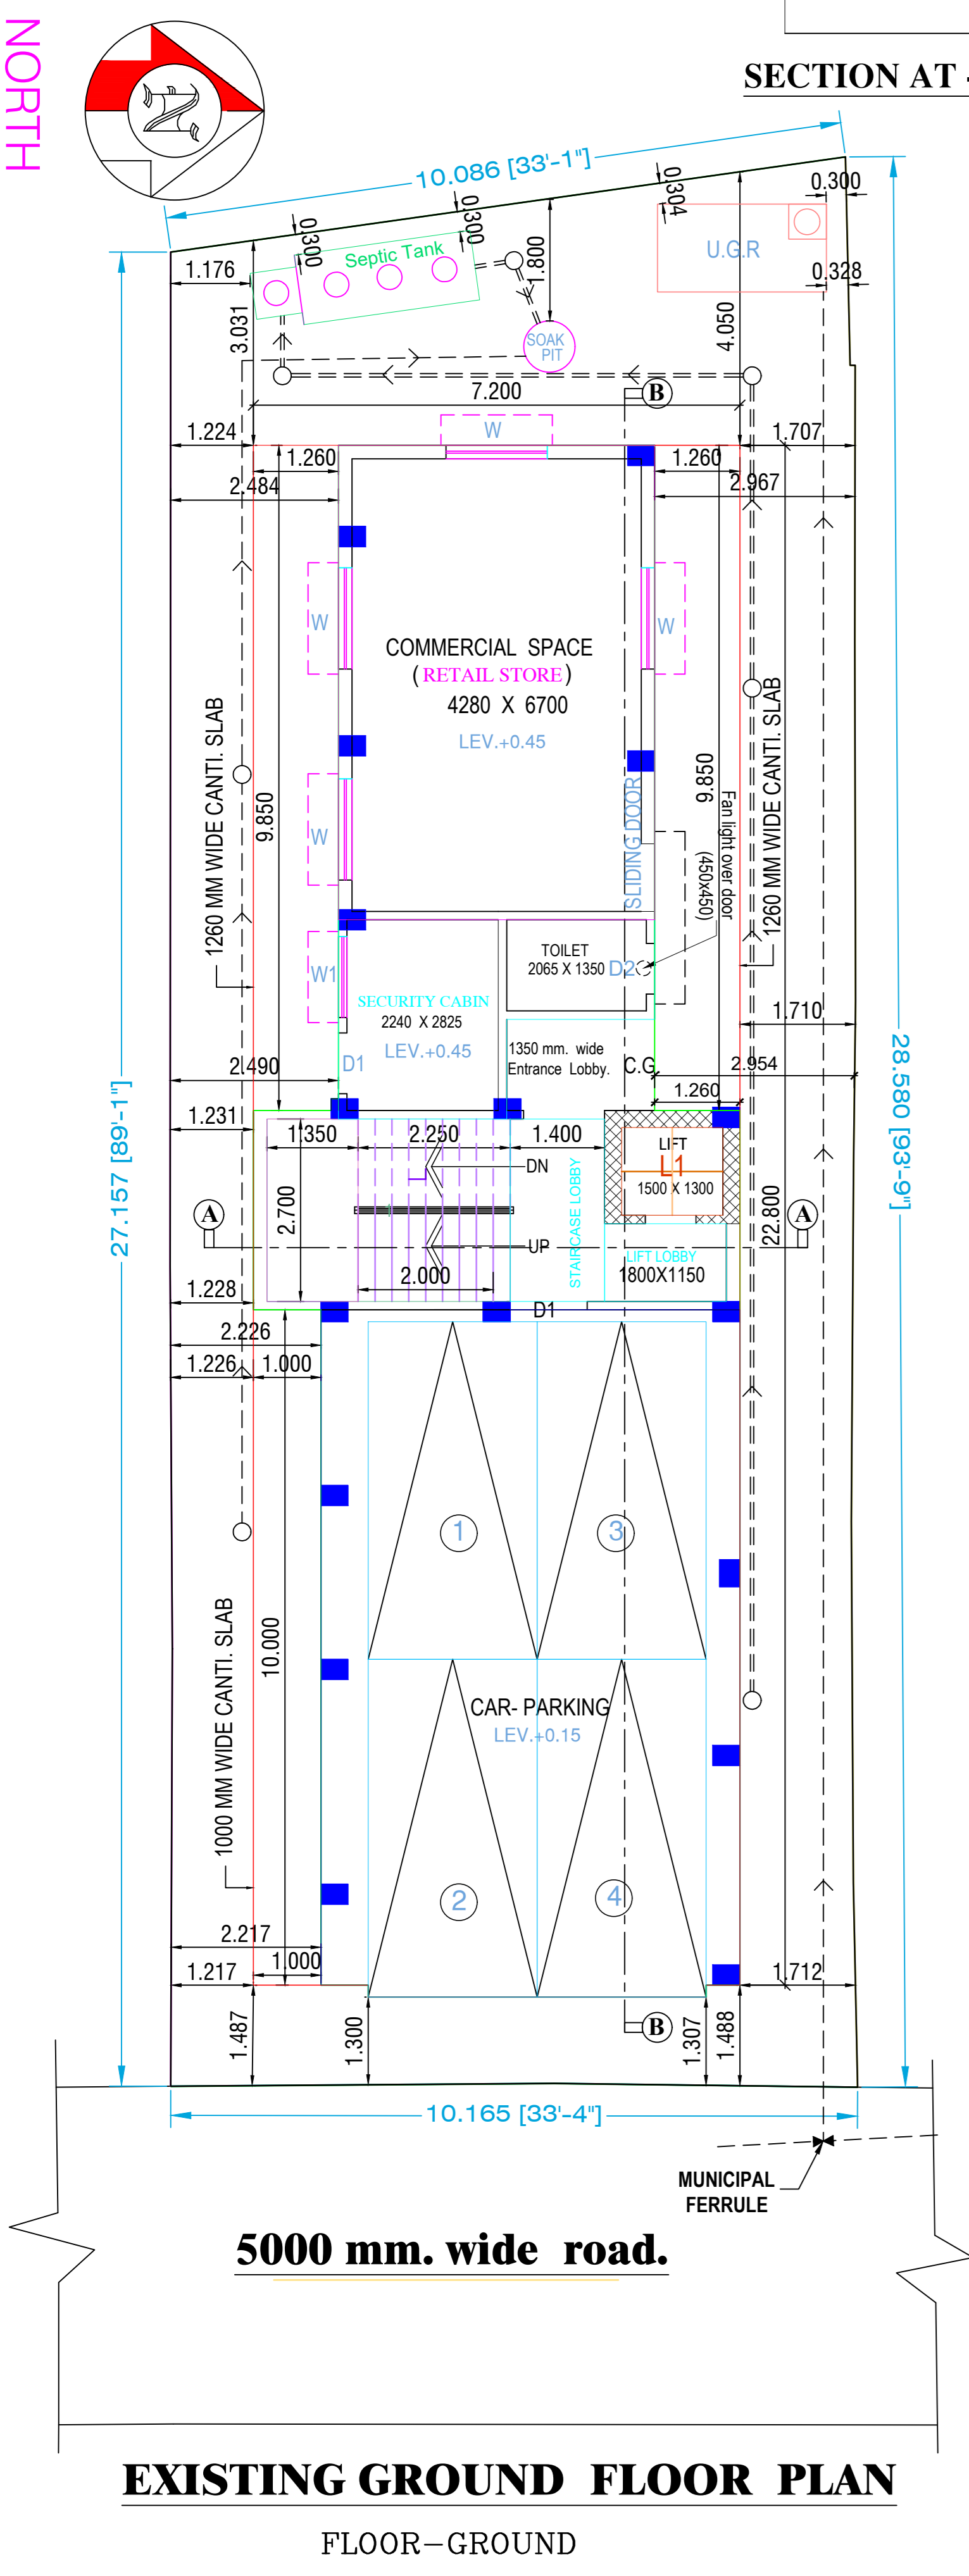 NORTH
N
SECTION AT
10.086 [33'-1"]
0.300
0.300
0.304
0.300
1.176
Septic Tank
1.800
U.G.R
0.328
3.031
4.050
SOAK
PIT
7.200
B
W
1.224
1.260
1.260
1.707
2.484
2.967
W
W
COMMERCIAL SPACE
(RETAIL STORE)
4280 X 6700
LEV.+0.45
1260 MM WIDE CANTI. SLAB
9.850
W
SLIDING DOOR
9.850
Fan light over door
(450x450)
1260 MM WIDE CANTI. SLAB
TOILET
2065 X 1350
D2
W1
SECURITY CABIN
2240 X 2825
LEV.+0.45
D1
1350 mm. wide
Entrance Lobby.
C.G
1.710
2.490
2.954
1.260
1.231
27.157 [89'-1"]
28.580 [93'-9"]
1.350
2.250
1.400
LIFT
L1
1500 X 1300
DN
2.700
STAIRCASE LOBBY
22.800
A
A
UP
LIFT LOBBY
1800X1150
2.000
1.228
D1
2.226
1.226
1.000
1
3
1000 MM WIDE CANTI. SLAB
10.000
CAR- PARKING
LEV.+0.15
2
4
2.217
1.000
1.217
1.712
1.487
1.300
B
1.307
1.488
10.165 [33'-4"]
MUNICIPAL
FERRULE
5000 mm. wide road.
EXISTING GROUND FLOOR PLAN
FLOOR-GROUND